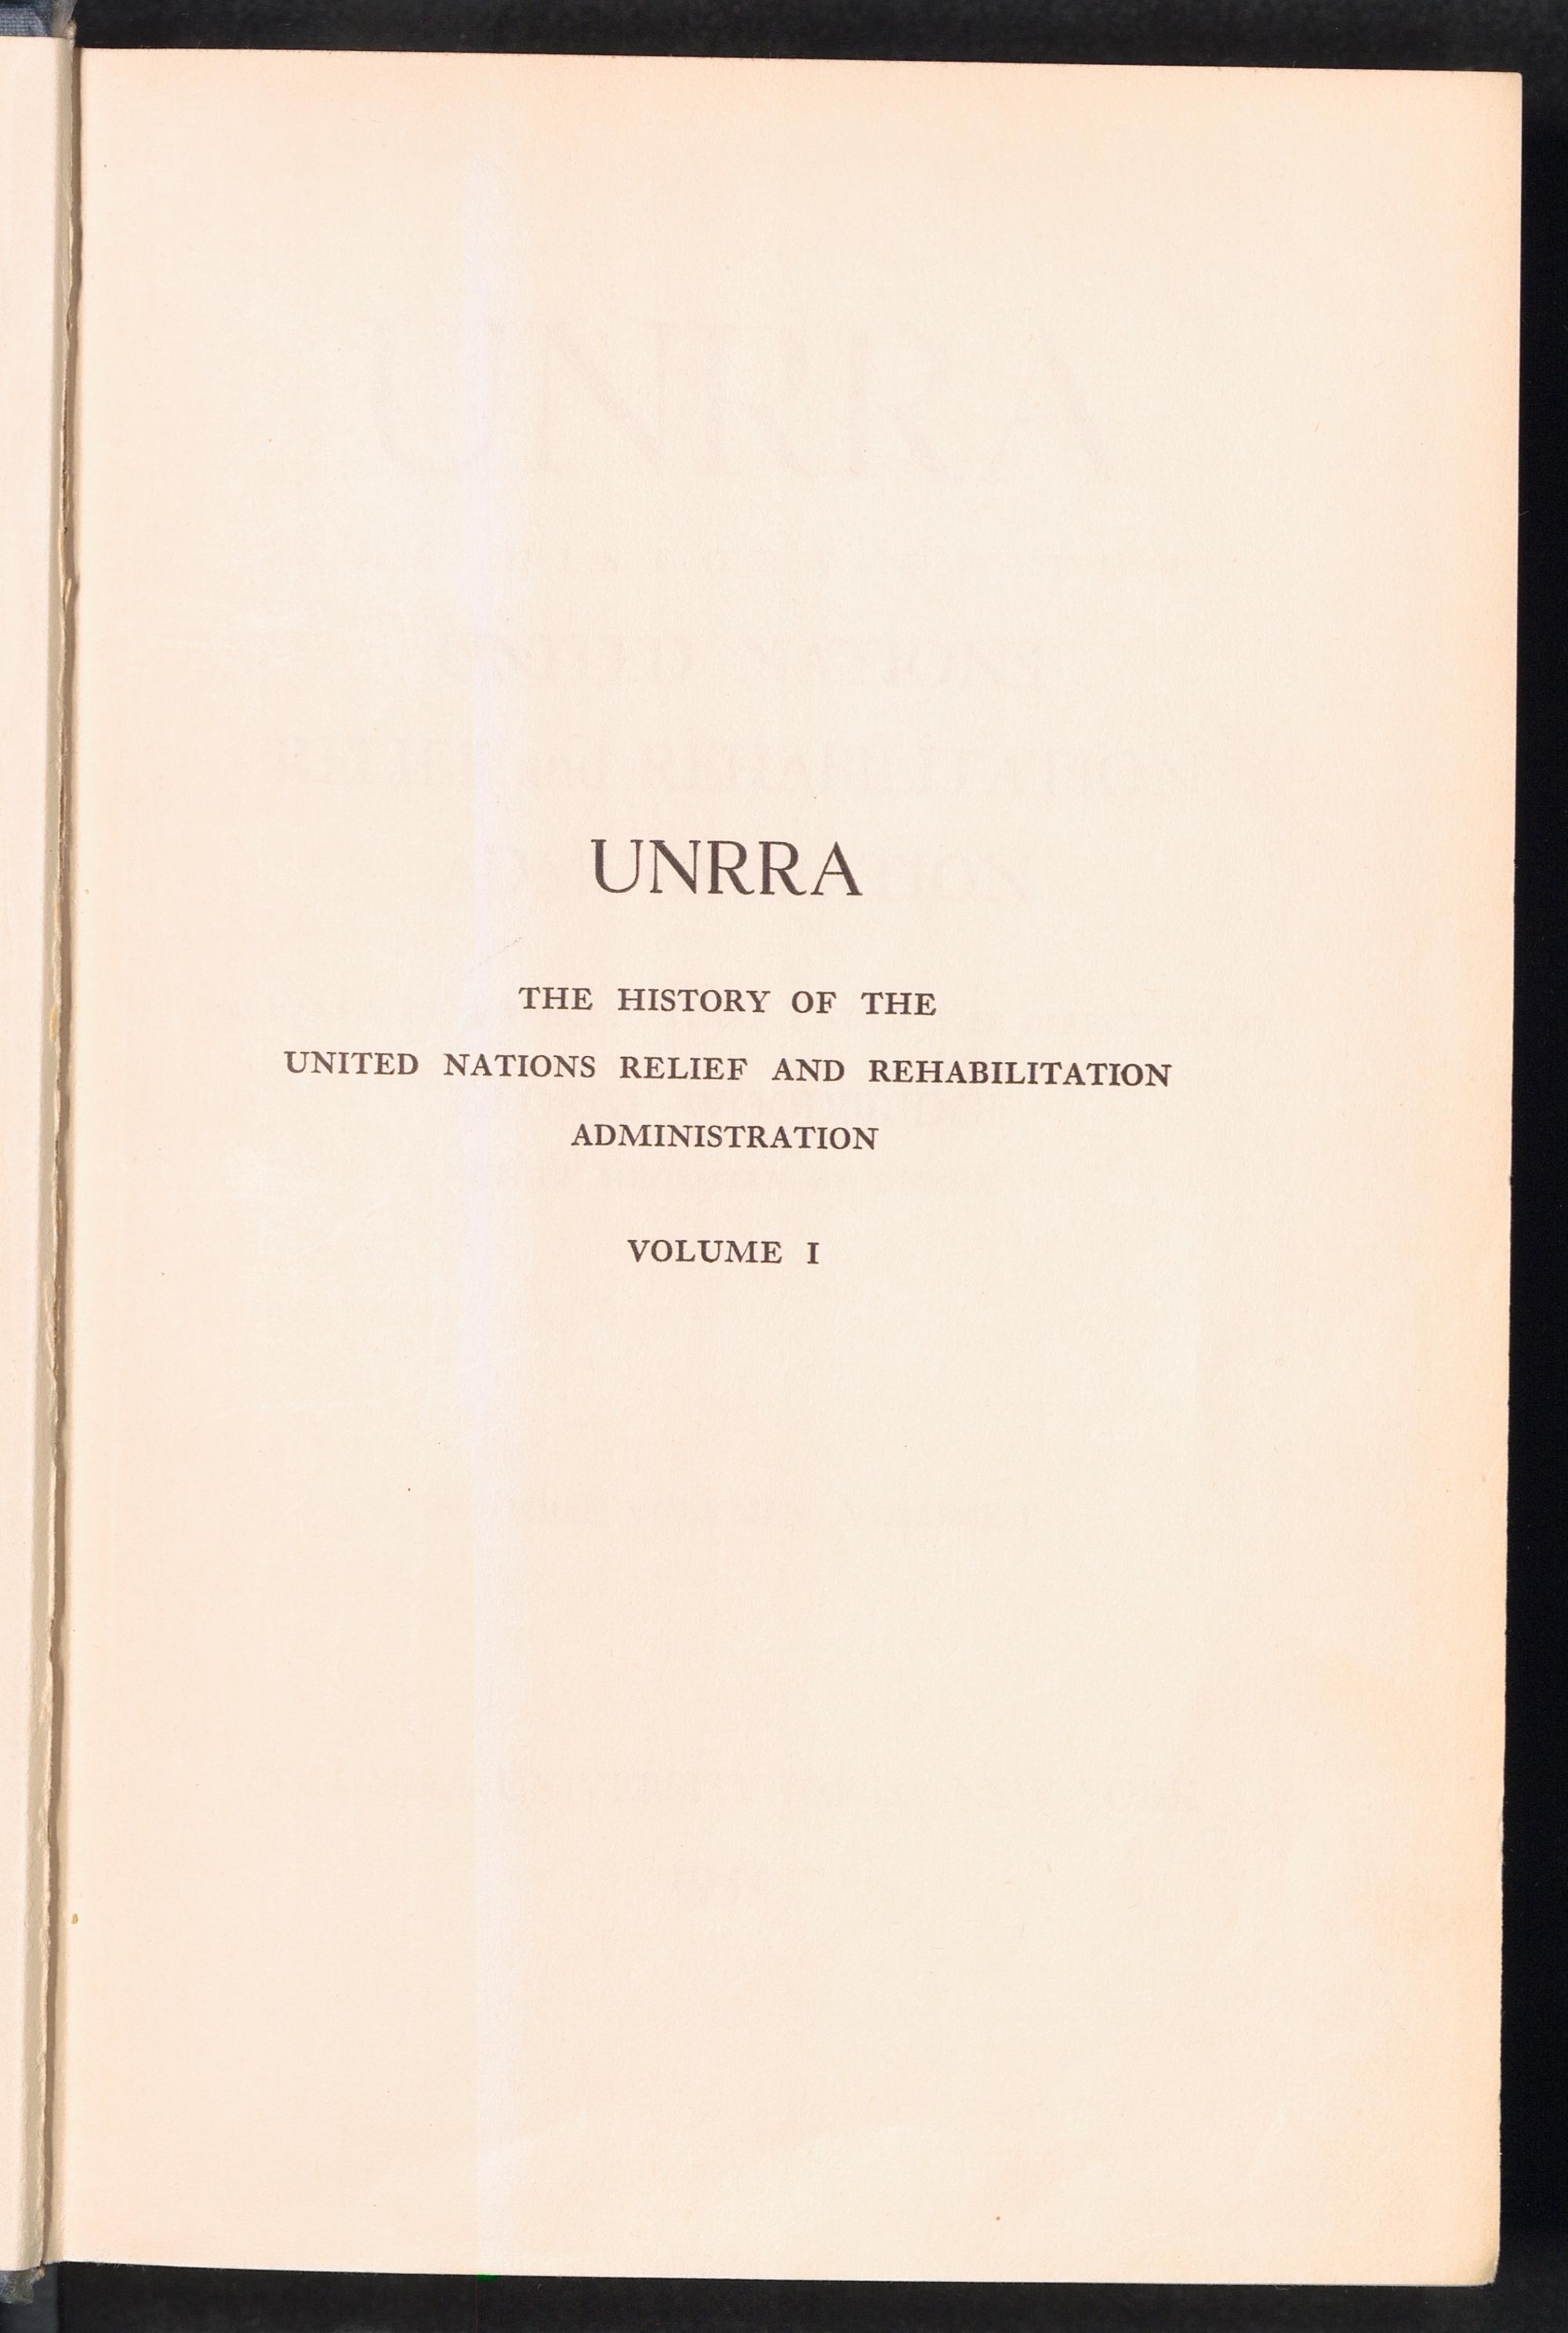 UNRRA
THE HISTORY OF THE
UNITED NATIONS RELIEF AND REHABILITATION
ADMINISTRATION
VOLUME I